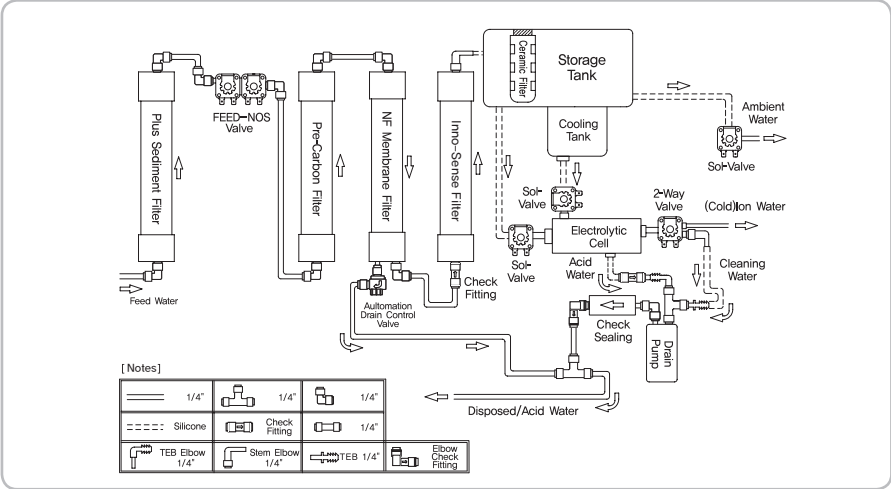 Plus Sediment Filter
FEED-NOS
Valve
Pre-Carbon Filter
NF Membrane Filter
Inno-Sense Filter
Ceramic Filter
Storage
Tank
Cooling
Tank
Ambient
Water
Sol-Valve
Sol-
Valve
2-Way
Valve
(Cold)Ion Water
Electrolytic
Cell
Sol-
Valve
Acid
Water
Cleaning
Water
Feed Water
Check
Fitting
Aultomation
Drain Control
Valve
Check
Sealing
Drain
Pump
Disposed/Acid Water
[Notes]
1/4"
1/4"
1/4"
Silicone
Check
Fitting
1/4"
TEB Elbow
1/4"
Stem Elbow
1/4"
TEB 1/4"
Elbow
Check
Fitting